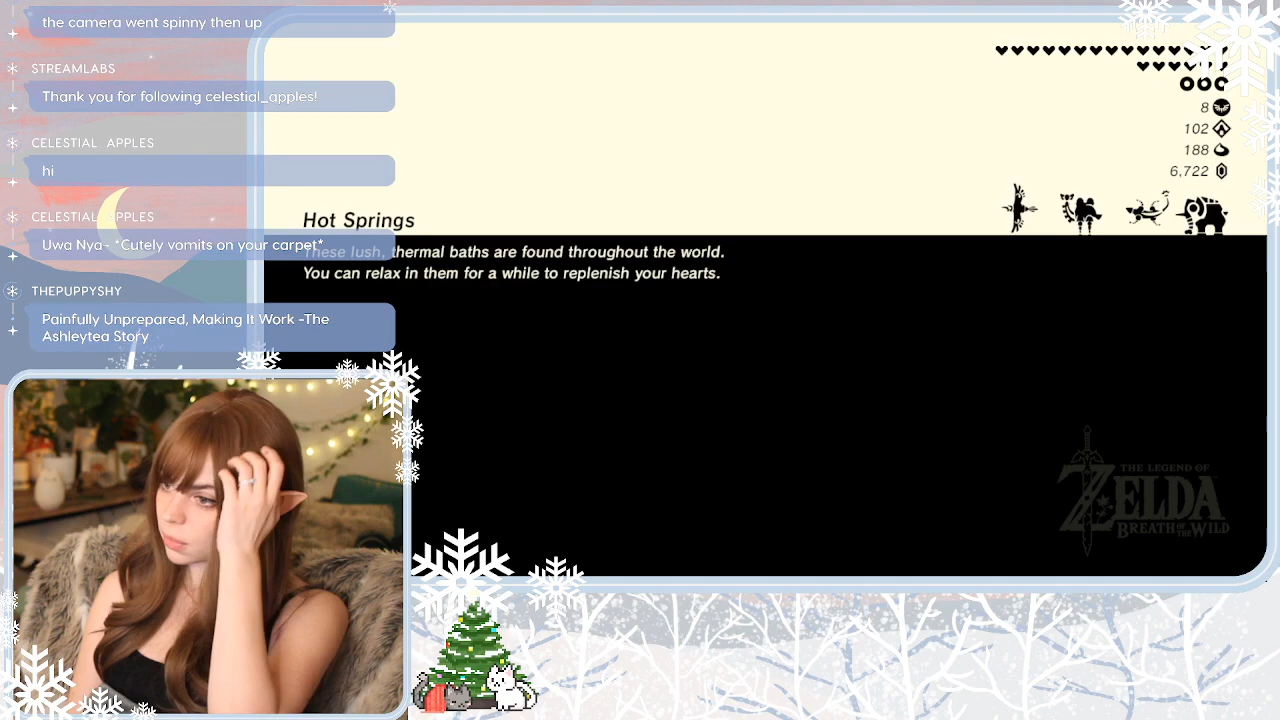 the camera went spinny then up
STREAMLABS
Thank you for following celestial_apples!
CELESTIAL_APPLES
hi
CELESTIAL_APPLES
Uwa Nya~ *Cutely vomits on your carpet*
THEPUPPYSHY
Painfully Unprepared, Making It Work -The
Ashleytea Story
8
102
188
6,722
Hot Springs
These lush, thermal baths are found throughout the world.
You can relax in them for a while to replenish your hearts.
THE LEGEND OF
ZELDA
BREATH OF THE WILD